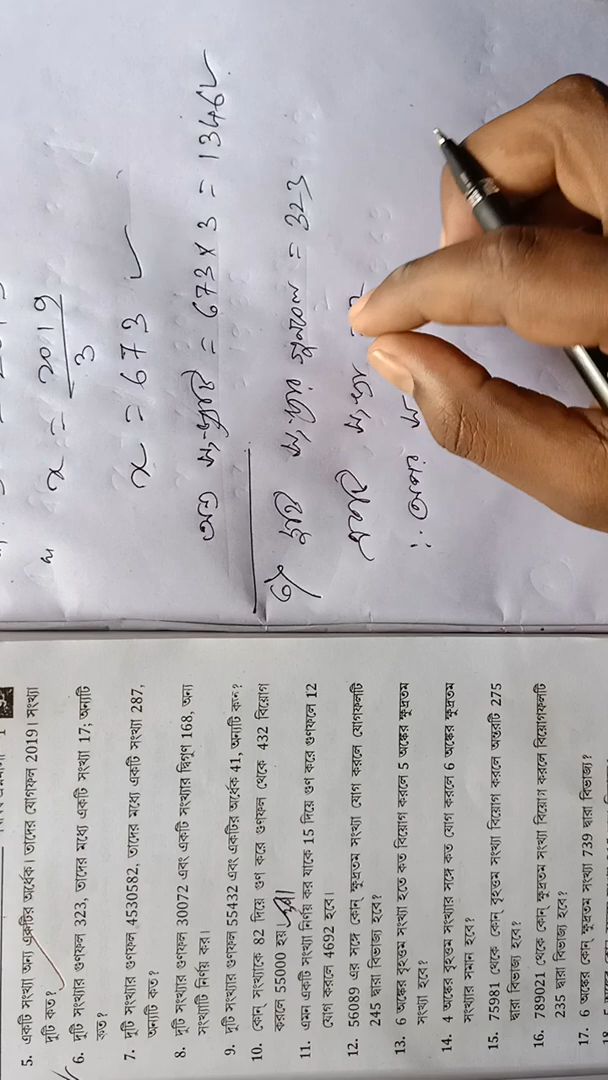 x = 2019
3
x = 673 ✓
অন্য সংখ্যাটি = 673 × 3 = 1346 ✓
6) দুটি সংখ্যার গুণফল = 323
একটি সংখ্যা
∴ অপর
5. একটি সংখ্যা অন্য একটির অর্ধেক। তাদের যোগফল 2019। সংখ্যা
দুটি কত?
6. দুটি সংখ্যার গুণফল 323, তাদের মধ্যে একটি সংখ্যা 17; অন্যটি
কত?
7. দুটি সংখ্যার গুণফল 4530582, তাদের মধ্যে একটি সংখ্যা 287,
অন্যটি কত?
8. দুটি সংখ্যার গুণফল 30072 এবং একটি সংখ্যার দ্বিগুণ 168, অন্য
সংখ্যাটি নির্ণয় কর।
9. দুটি সংখ্যার গুণফল 55432 এবং একটির অর্ধেক 41, অন্যটি কত?
10. কোন্ সংখ্যাকে 82 দিয়ে গুণ করে গুণফল থেকে 432 বিয়োগ
করলে 55000 হয়।
11. এমন একটি সংখ্যা নির্ণয় কর যাকে 15 দিয়ে গুণ করে গুণফলে 12
যোগ করলে 4692 হবে।
12. 56089 এর সঙ্গে কোন্ ক্ষুদ্রতম সংখ্যা যোগ করলে যোগফলটি
245 দ্বারা বিভাজ্য হবে?
13. 6 অঙ্কের বৃহত্তম সংখ্যা হতে কত বিয়োগ করলে 5 অঙ্কের ক্ষুদ্রতম
সংখ্যা হবে?
14. 4 অঙ্কের বৃহত্তম সংখ্যার সঙ্গে কত যোগ করলে 6 অঙ্কের ক্ষুদ্রতম
সংখ্যার সমান হবে?
15. 75981 থেকে কোন্ বৃহত্তম সংখ্যা বিয়োগ করলে অন্তরটি 275
দ্বারা বিভাজ্য হবে?
16. 789021 থেকে কোন্ ক্ষুদ্রতম সংখ্যা বিয়োগ করলে বিয়োগফলটি
235 দ্বারা বিভাজ্য হবে?
17. 6 অঙ্কের কোন্ ক্ষুদ্রতম সংখ্যা 739 দ্বারা বিভাজ্য?